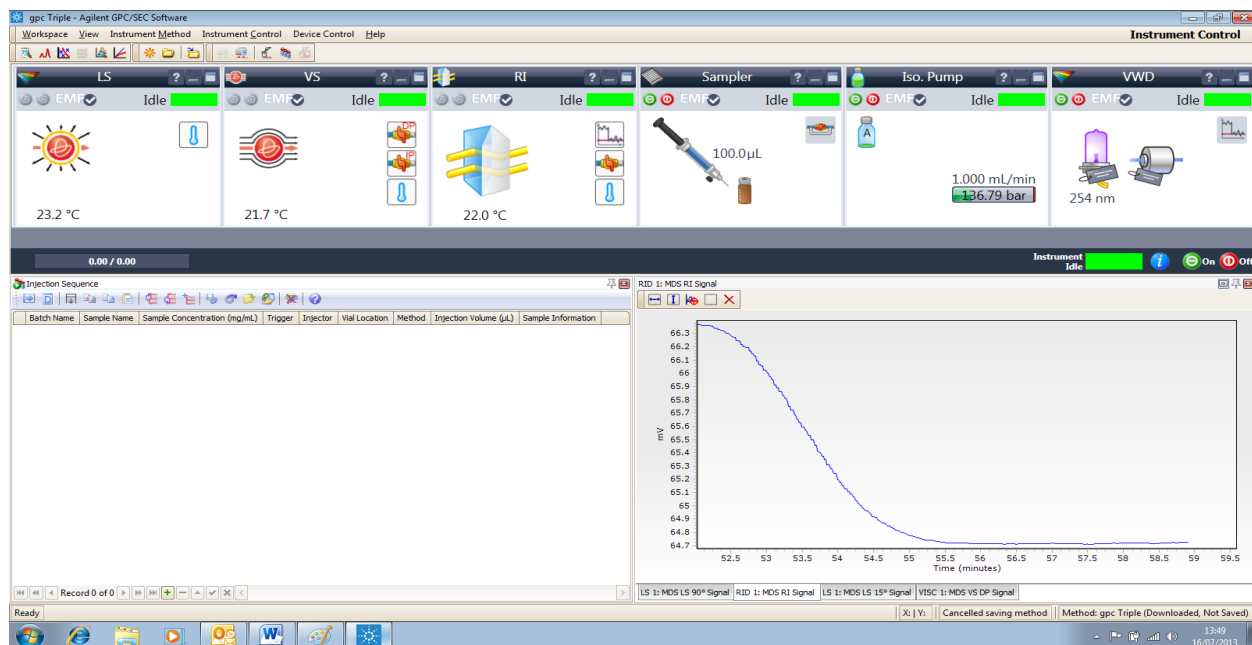 gpc Triple - Agilent GPC/SEC Software
Workspace View Instrument Method Instrument Control Device Control Help
Instrument Control
LS ?
VS ?
RI ?
Sampler ?
Iso. Pump ?
VWD ?
EMF Idle
EMF Idle
EMF Idle
EMF Idle
EMF Idle
EMF Idle
DP
IP
A
100.0µL
1.000 mL/min
136.79 bar
254 nm
23.2 °C
21.7 °C
22.0 °C
0.00 / 0.00
Instrument
Idle
On
Off
Injection Sequence
Batch Name Sample Name Sample Concentration (mg/mL) Trigger Injector Vial Location Method Injection Volume (µL) Sample Information
Record 0 of 0
RID 1: MDS RI Signal
66.3
66.2
66.1
66
65.9
65.8
65.7
65.6
65.5
65.4
65.3
65.2
65.1
65
64.9
64.8
64.7
mV
52.5 53 53.5 54 54.5 55 55.5 56 56.5 57 57.5 58 58.5 59 59.5
Time (minutes)
LS 1: MDS LS 90° Signal RID 1: MDS RI Signal LS 1: MDS LS 15° Signal VISC 1: MDS VS DP Signal
Ready
X: | Y: Cancelled saving method Method: gpc Triple (Downloaded, Not Saved)
13:49
16/07/2013